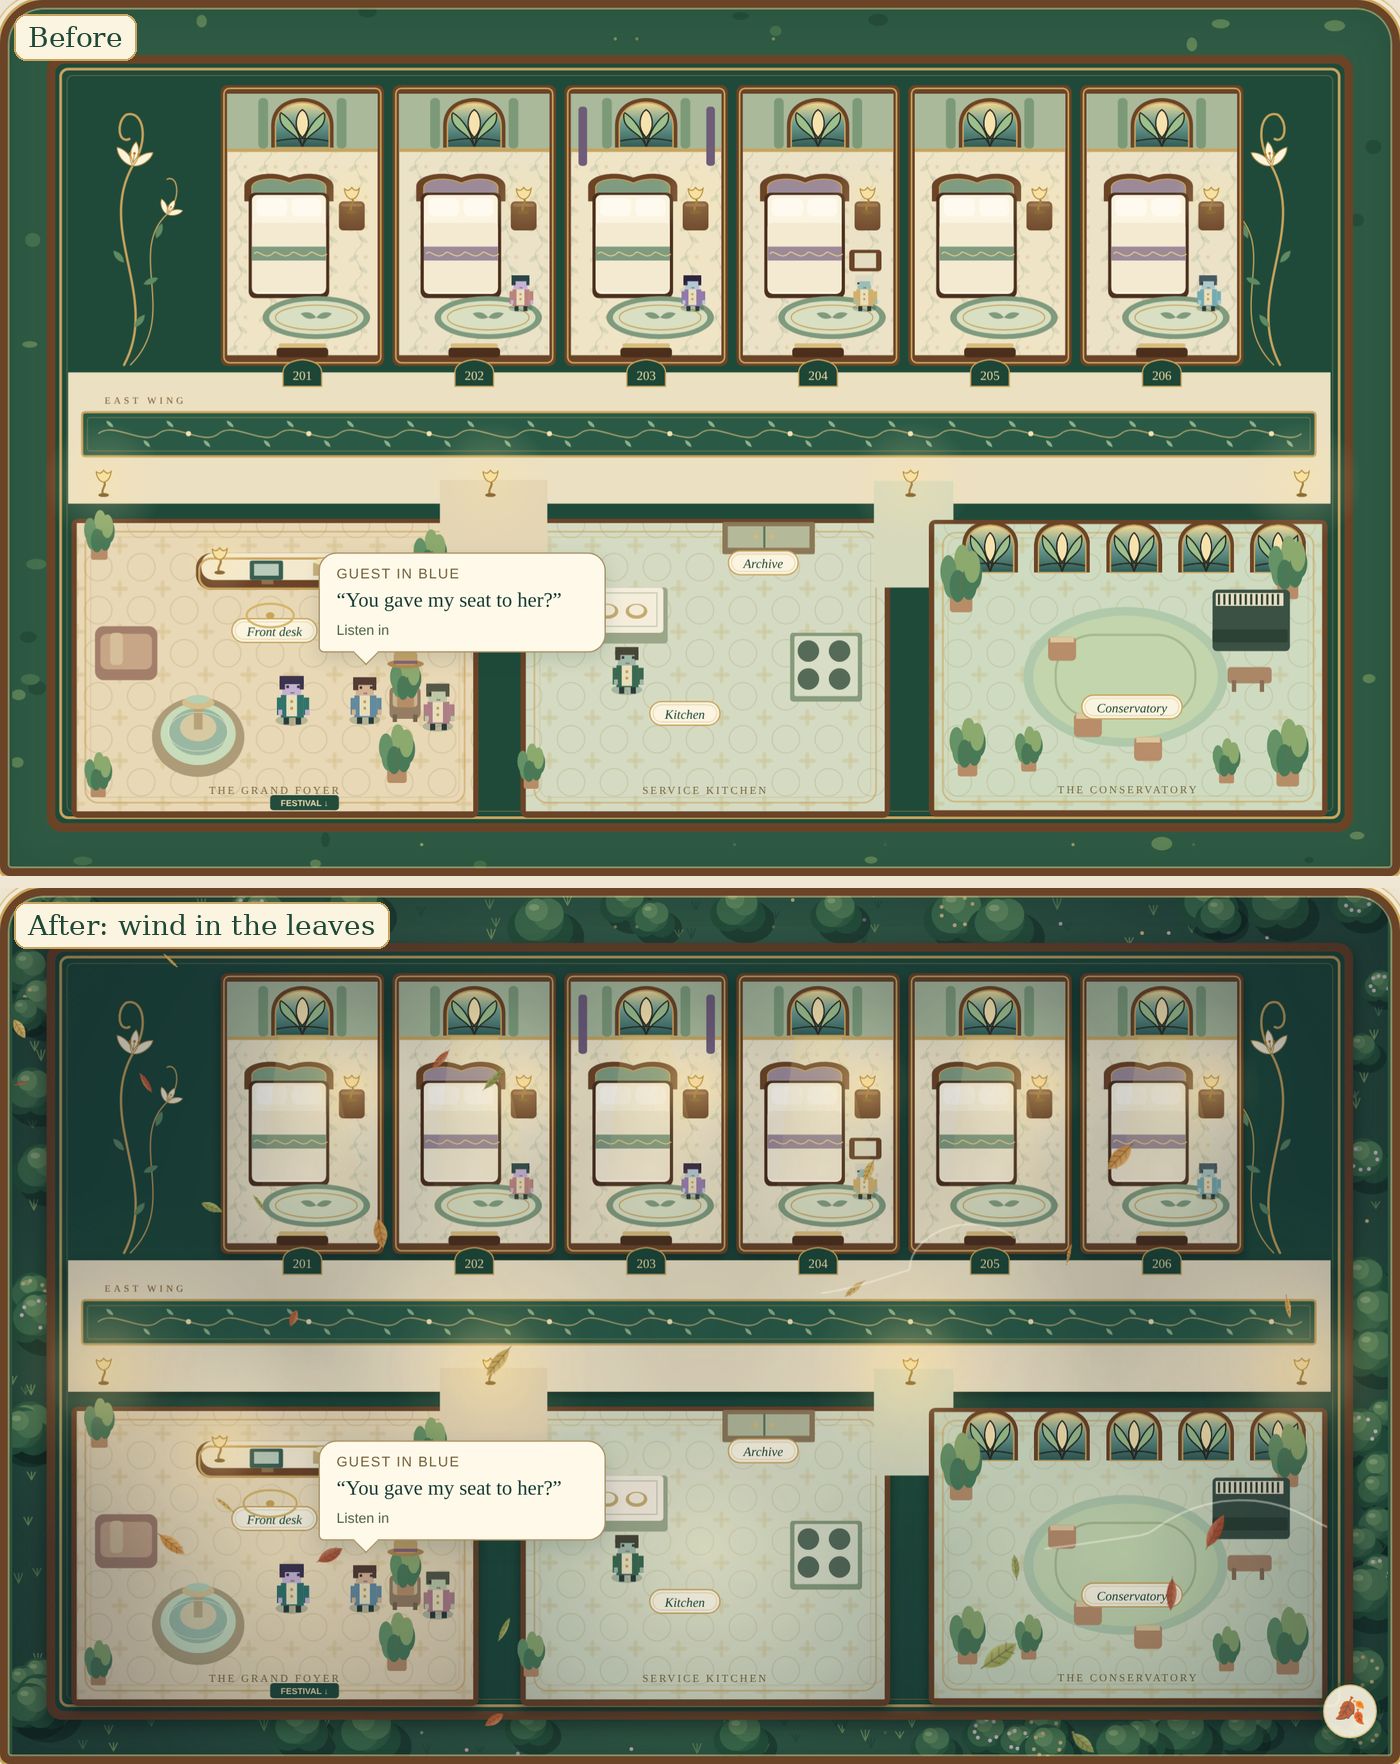 Before
201
202
203
204
205
206
EAST WING
GUEST IN BLUE
“You gave my seat to her?”
Listen in
Archive
Front desk
Kitchen
Conservatory
THE GRAND FOYER
FESTIVAL ↓
SERVICE KITCHEN
THE CONSERVATORY
After: wind in the leaves
201
202
203
204
205
206
EAST WING
GUEST IN BLUE
“You gave my seat to her?”
Listen in
Archive
Front desk
Kitchen
Conservatory
THE GRAND FOYER
FESTIVAL ↓
SERVICE KITCHEN
THE CONSERVATORY